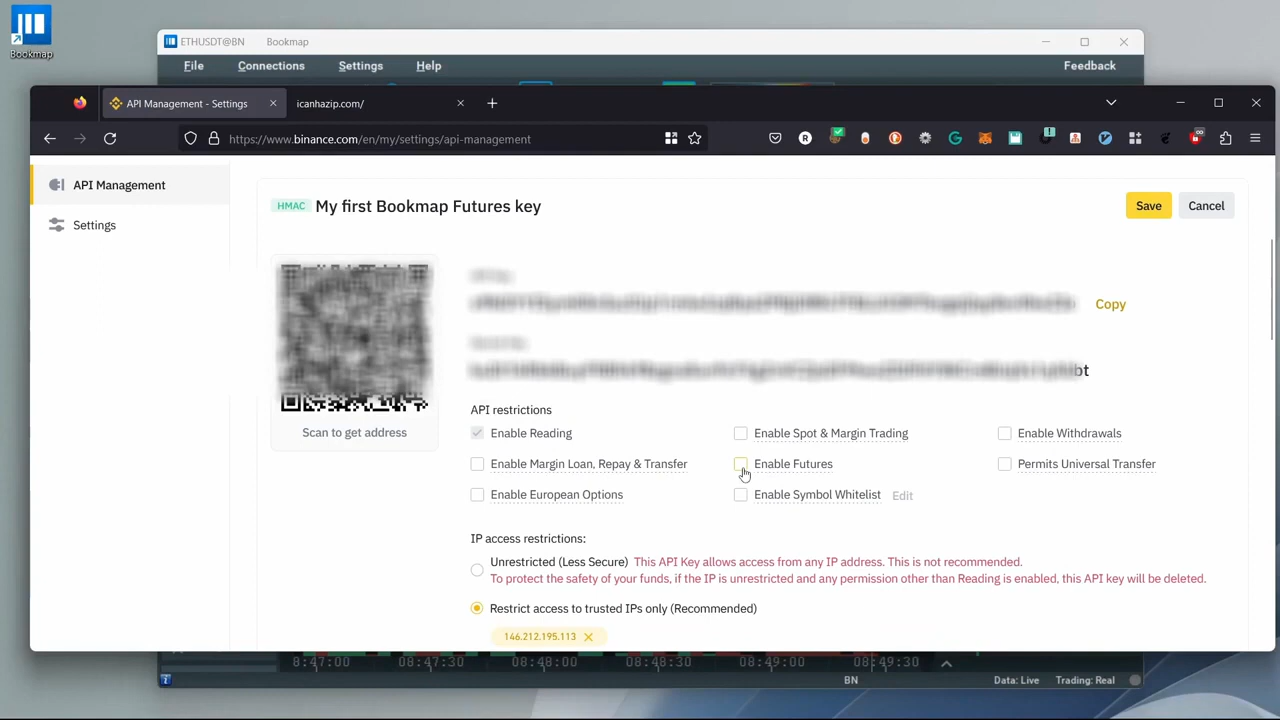 Bookmap
ETHUSDT@BN Bookmap
File Connections Settings Help Feedback
API Management - Settings
icanhazip.com/
https://www.binance.com/en/my/settings/api-management
API Management
Settings
HMAC My first Bookmap Futures key
Save Cancel
Copy
bt
Scan to get address
API restrictions
Enable Reading Enable Spot & Margin Trading Enable Withdrawals
Enable Margin Loan, Repay & Transfer Enable Futures Permits Universal Transfer
Enable European Options Enable Symbol Whitelist Edit
IP access restrictions:
Unrestricted (Less Secure) This API Key allows access from any IP address. This is not recommended.
To protect the safety of your funds, if the IP is unrestricted and any permission other than Reading is enabled, this API key will be deleted.
Restrict access to trusted IPs only (Recommended)
146.212.195.113
8:47:00 08:47:30 08:48:00 08:48:30 08:49:00 08:49:30
BN Data: Live Trading: Real